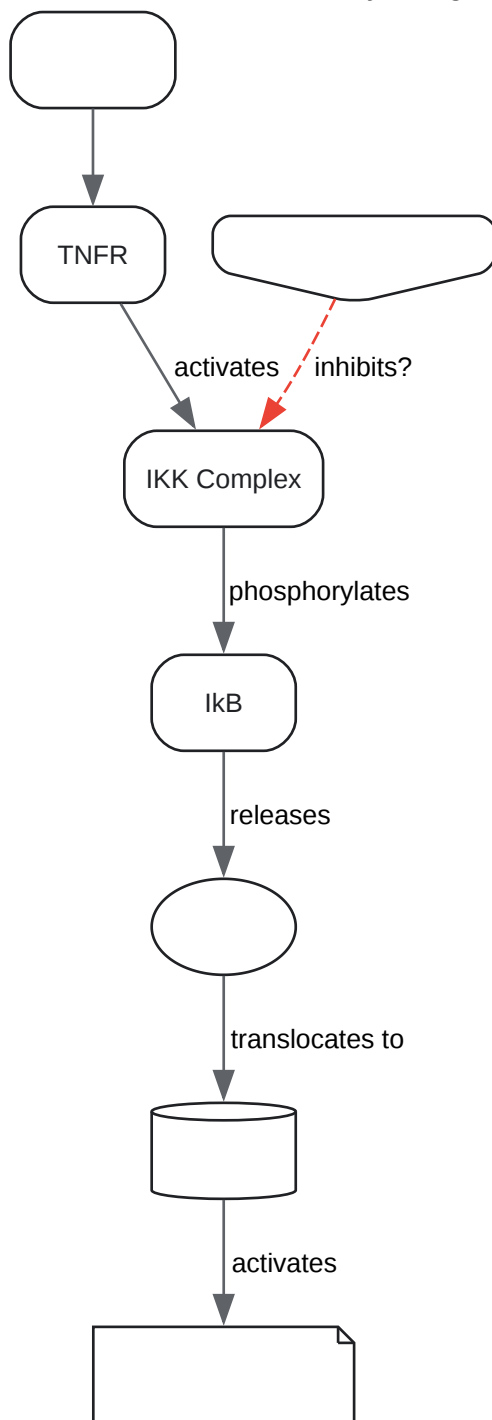 TNFR
activates
inhibits?
IKK Complex
phosphorylates
IkB
releases
translocates to
activates